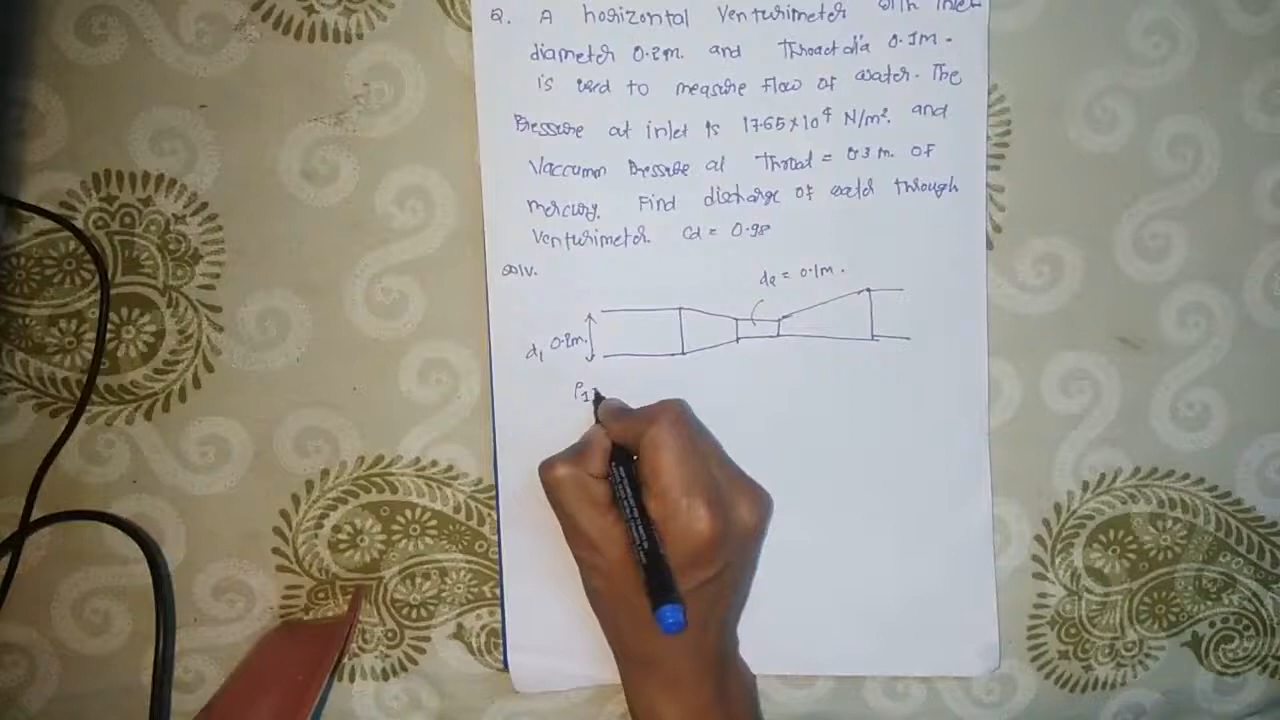 Q. A horizontal Venturimeter with inlet
diameter 0.2m. and Throat dia 0.1m.
is used to measure flow of water. The
Pressure at inlet is 17.65×10⁴ N/m². and
Vaccumm Pressure at Throat = 0.3 m. of
mercury. Find discharge of water through
Venturimeter. Cd = 0.98
Solv.
d₂ = 0.1m.
d₁ 0.2m.
P₁